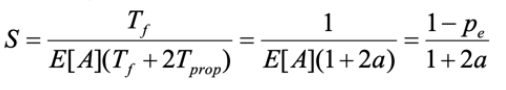 S = T_f / (E[A](T_f + 2T_prop)) = 1 / (E[A](1 + 2a)) = (1 − p_e) / (1 + 2a)